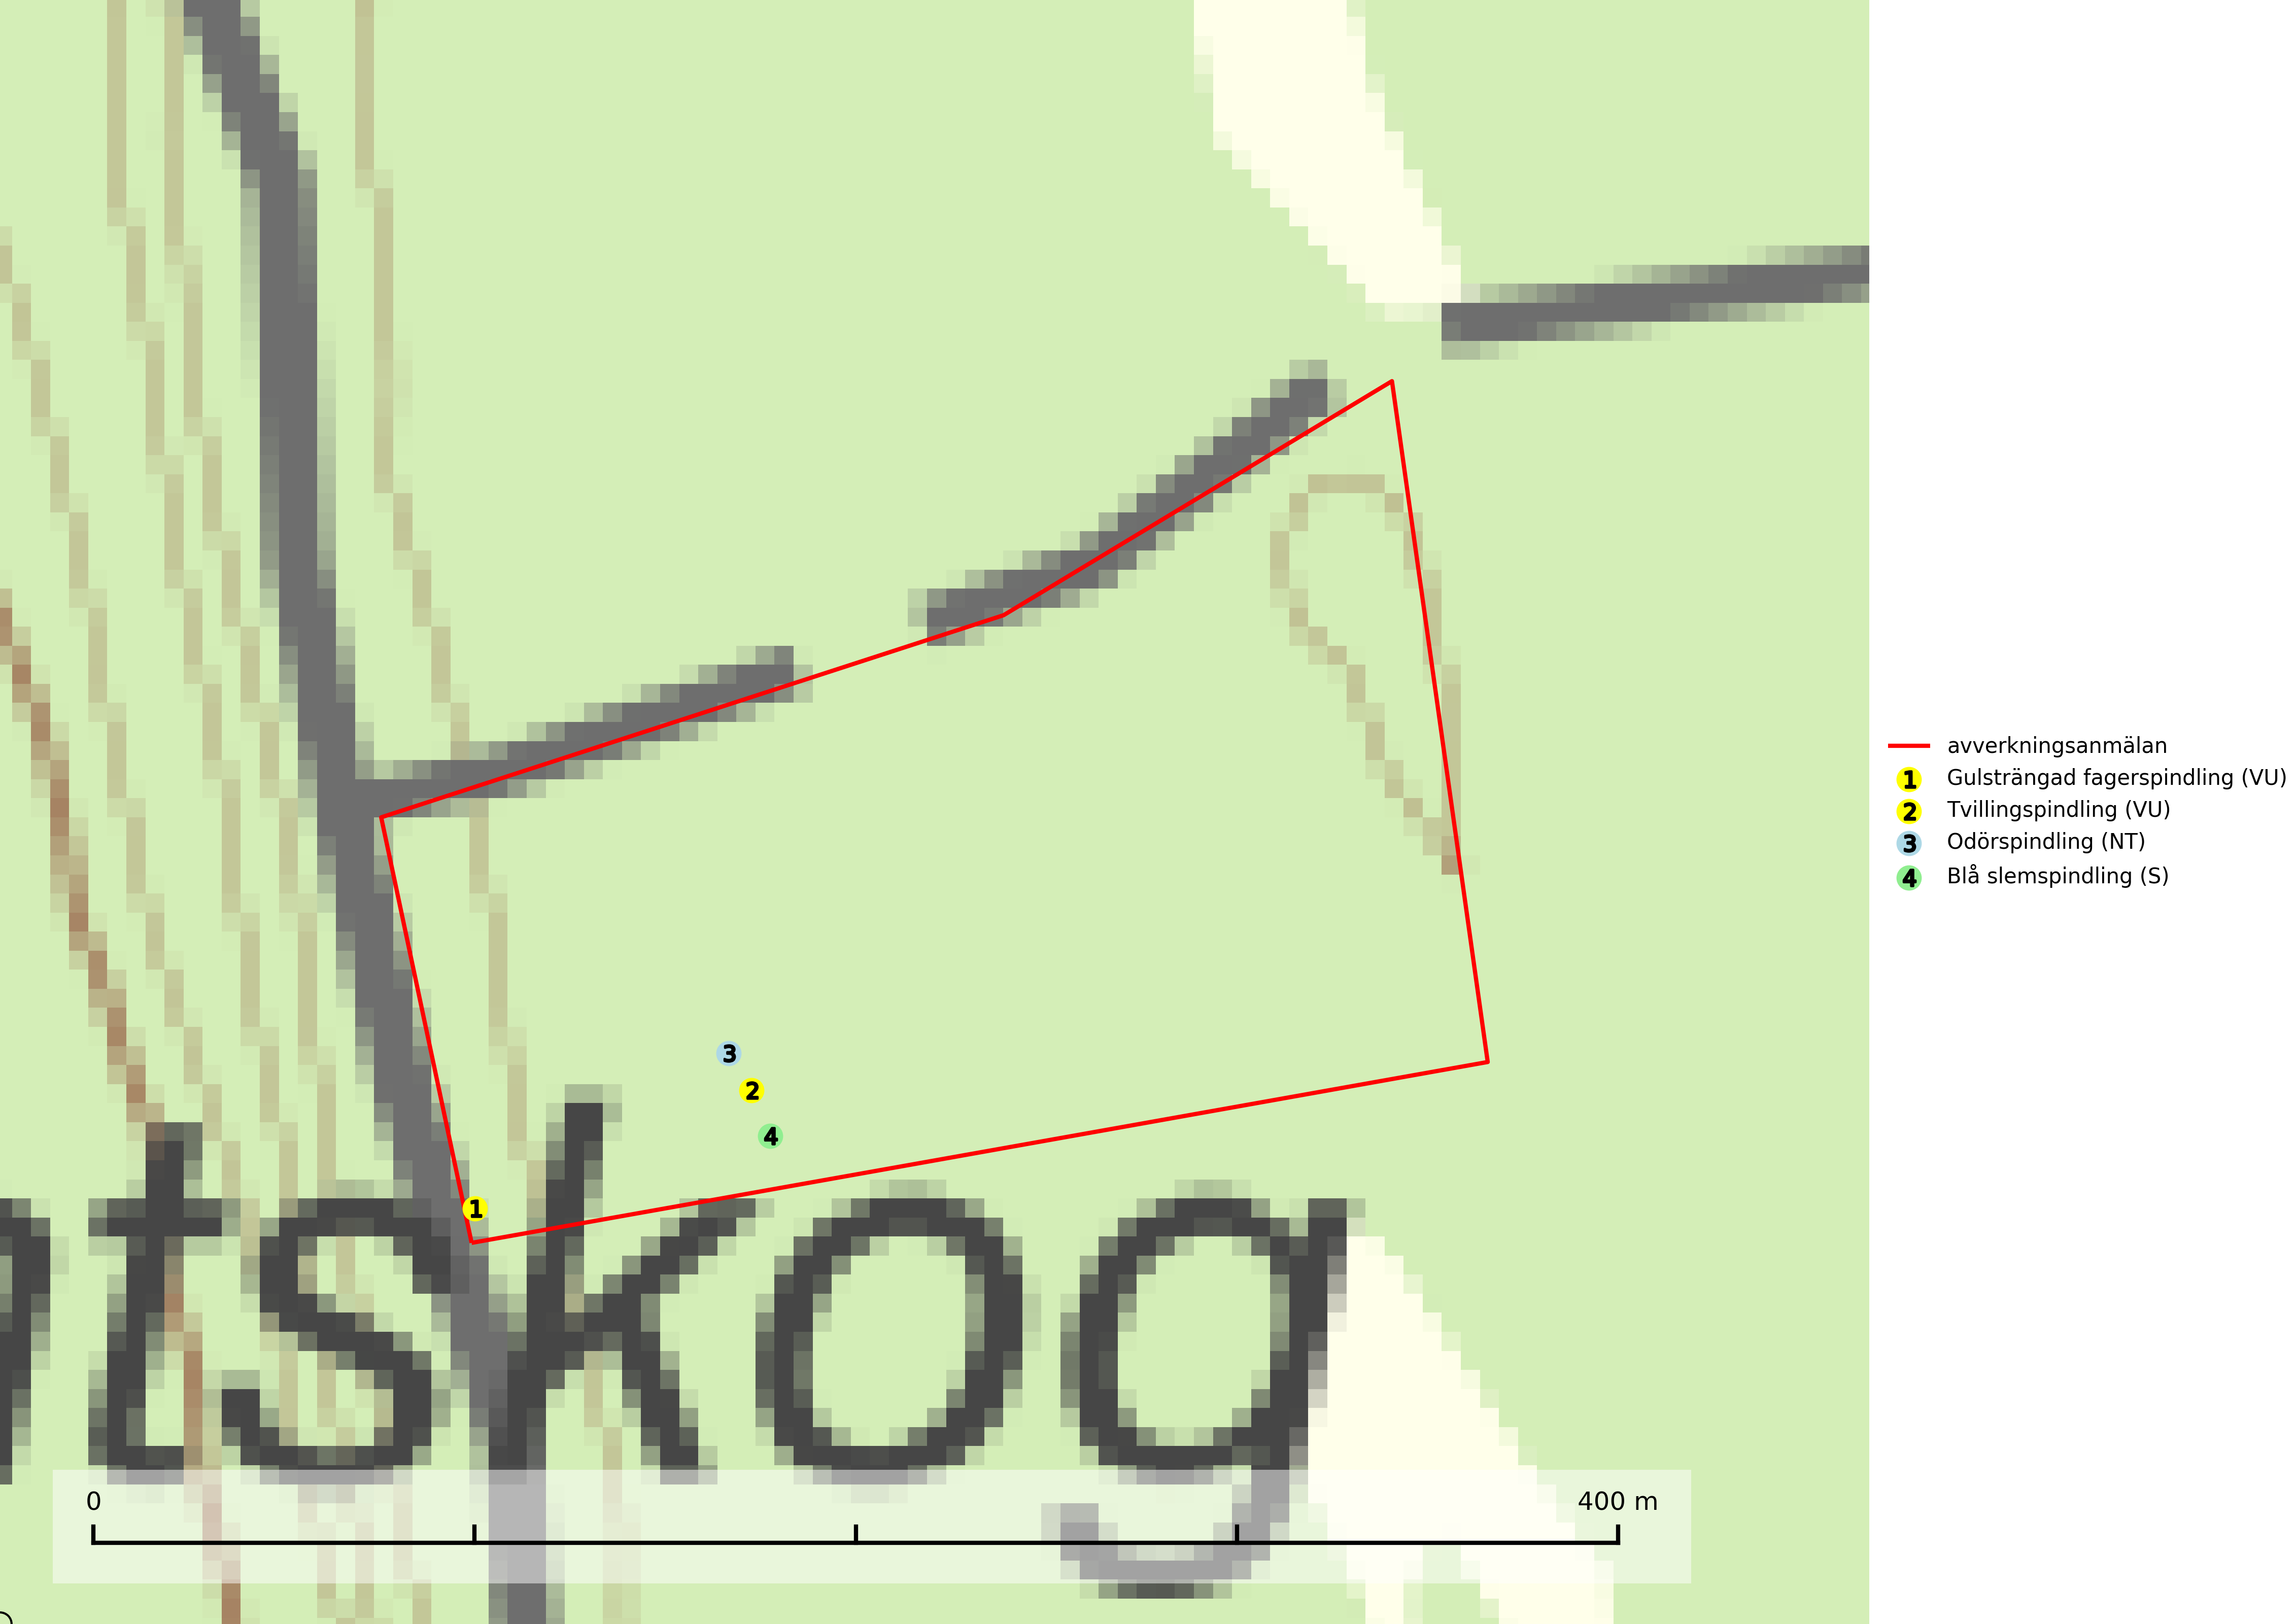 avverkningsanmälan
1 Gulsträngad fagerspindling (VU)
2 Tvillingspindling (VU)
3 Odörspindling (NT)
4 Blå slemspindling (S)
3
2
4
1
tskog
0 400 m